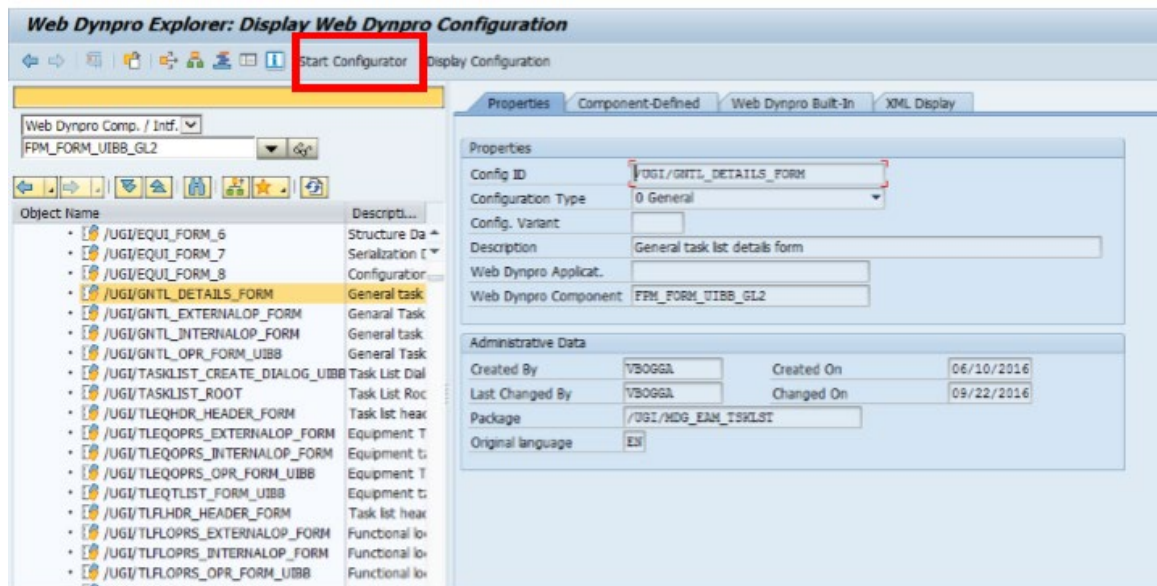 Web Dynpro Explorer: Display Web Dynpro Configuration
Start Configurator Display Configuration
Web Dynpro Comp. / Intf.
FPM_FORM_UIBB_GL2
Object Name Descripti...
/UGI/EQUI_FORM_6 Structure Da
/UGI/EQUI_FORM_7 Serialization D
/UGI/EQUI_FORM_8 Configuration
/UGI/GNTL_DETAILS_FORM General task
/UGI/GNTL_EXTERNALOP_FORM Genaral Task
/UGI/GNTL_INTERNALOP_FORM General task
/UGI/GNTL_OPR_FORM_UIBB General Task
/UGI/TASKLIST_CREATE_DIALOG_UIBB Task List Dial
/UGI/TASKLIST_ROOT Task List Roc
/UGI/TLEQHDR_HEADER_FORM Task list head
/UGI/TLEQOPRS_EXTERNALOP_FORM Equipment T
/UGI/TLEQOPRS_INTERNALOP_FORM Equipment ta
/UGI/TLEQOPRS_OPR_FORM_UIBB Equipment T
/UGI/TLEQTLIST_FORM_UIBB Equipment ta
/UGI/TLFLHDR_HEADER_FORM Task list head
/UGI/TLFLOPRS_EXTERNALOP_FORM Functional lo
/UGI/TLFLOPRS_INTERNALOP_FORM Functional lo
/UGI/TLFLOPRS_OPR_FORM_UIBB Functional lo
Properties Component-Defined Web Dynpro Built-In XML Display
Properties
Config ID /UGI/GNTL_DETAILS_FORM
Configuration Type 0 General
Config. Variant
Description General task list details form
Web Dynpro Applicat.
Web Dynpro Component FPM_FORM_UIBB_GL2
Administrative Data
Created By VBOGGA Created On 06/10/2016
Last Changed By VBOGGA Changed On 09/22/2016
Package /UGI/MDG_EAM_TSKLST
Original language EN